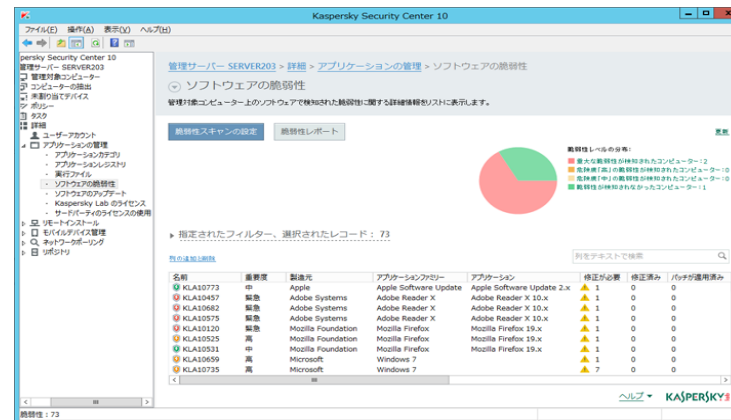 Kaspersky Security Center 10
ファイル(F) 操作(A) 表示(V) ヘルプ(H)
persky Security Center 10
管理サーバー SERVER203
管理対象コンピューター
コンピューターの抽出
未割り当てデバイス
ポリシー
タスク
詳細
ユーザーアカウント
アプリケーションの管理
アプリケーションカテゴリ
アプリケーションレジストリ
実行ファイル
ソフトウェアの脆弱性
ソフトウェアのアップデート
Kaspersky Lab のライセンス
サードパーティのライセンスの使用
リモートインストール
モバイルデバイス管理
ネットワークポーリング
リポジトリ
管理サーバー SERVER203 > 詳細 > アプリケーションの管理 > ソフトウェアの脆弱性
ソフトウェアの脆弱性
管理対象コンピューター上のソフトウェアで検知された脆弱性に関する詳細情報をリストに表示します。
脆弱性スキャンの設定 脆弱性レポート
更新
脆弱性レベルの分布:
重大な脆弱性が検知されたコンピューター: 2
危険度「高」の脆弱性が検知されたコンピューター: 0
危険度「中」の脆弱性が検知されたコンピューター: 0
脆弱性が検知されなかったコンピューター: 1
指定されたフィルター、選択されたレコード: 73
列の追加と削除
列をテキストで検索
名前 重要度 製造元 アプリケーションファミリー アプリケーション 修正が必要 修正済み パッチが適用済み
KLA10773 中 Apple Apple Software Update Apple Software Update 2.x 1 0 0
KLA10457 緊急 Adobe Systems Adobe Reader X Adobe Reader X 10.x 1 0 0
KLA10682 緊急 Adobe Systems Adobe Reader X Adobe Reader X 10.x 1 0 0
KLA10575 緊急 Adobe Systems Adobe Reader X Adobe Reader X 10.x 1 0 0
KLA10120 緊急 Mozilla Foundation Mozilla Firefox Mozilla Firefox 19.x 1 0 0
KLA10525 高 Mozilla Foundation Mozilla Firefox Mozilla Firefox 19.x 1 0 0
KLA10531 中 Mozilla Foundation Mozilla Firefox Mozilla Firefox 19.x 1 0 0
KLA10659 高 Microsoft Windows 7 1 0 0
KLA10735 高 Microsoft Windows 7 7 0 0
ヘルプ KASPERSKY
脆弱性 : 73